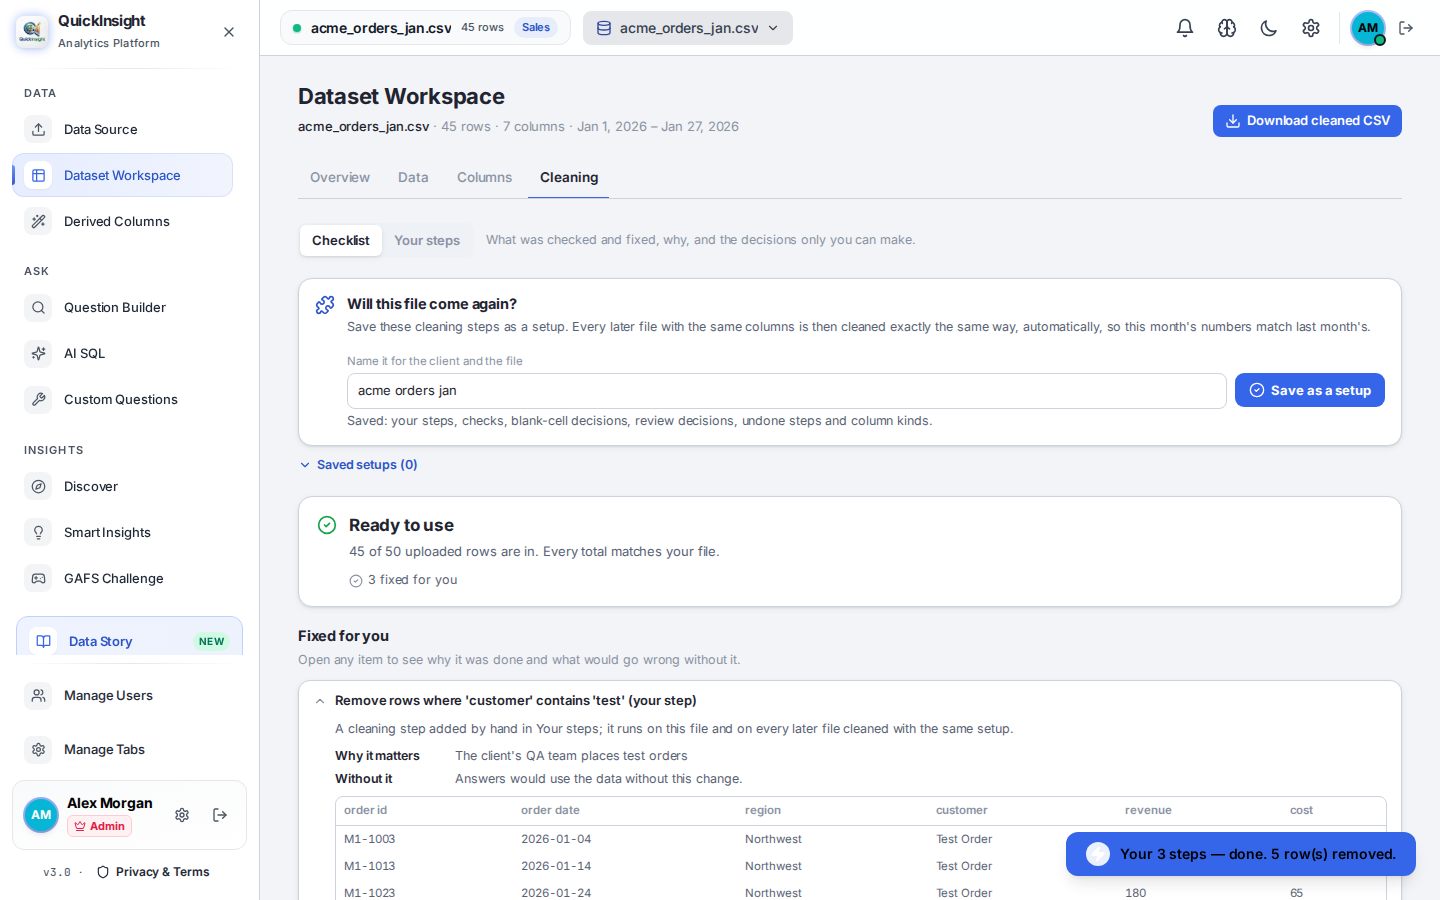 QuickInsight
Analytics Platform
DATA
Data Source
Dataset Workspace
Derived Columns
ASK
Question Builder
AI SQL
Custom Questions
INSIGHTS
Discover
Smart Insights
GAFS Challenge
Data Story NEW
Manage Users
Manage Tabs
AM Alex Morgan
Admin
v3.0 · Privacy & Terms
acme_orders_jan.csv 45 rows Sales acme_orders_jan.csv AM
Dataset Workspace
acme_orders_jan.csv · 45 rows · 7 columns · Jan 1, 2026 – Jan 27, 2026
Download cleaned CSV
Overview Data Columns Cleaning
Checklist Your steps What was checked and fixed, why, and the decisions only you can make.
Will this file come again?
Save these cleaning steps as a setup. Every later file with the same columns is then cleaned exactly the same way, automatically, so this month's numbers match last month's.
Name it for the client and the file
acme orders jan Save as a setup
Saved: your steps, checks, blank-cell decisions, review decisions, undone steps and column kinds.
Saved setups (0)
Ready to use
45 of 50 uploaded rows are in. Every total matches your file.
3 fixed for you
Fixed for you
Open any item to see why it was done and what would go wrong without it.
Remove rows where 'customer' contains 'test' (your step)
A cleaning step added by hand in Your steps; it runs on this file and on every later file cleaned with the same setup.
Why it matters The client's QA team places test orders
Without it Answers would use the data without this change.
order id order date region customer revenue cost
M1-1003 2026-01-04 Northwest Test Order
M1-1013 2026-01-14 Northwest Test Order
M1-1023 2026-01-24 Northwest Test Order 180 65
Your 3 steps — done. 5 row(s) removed.